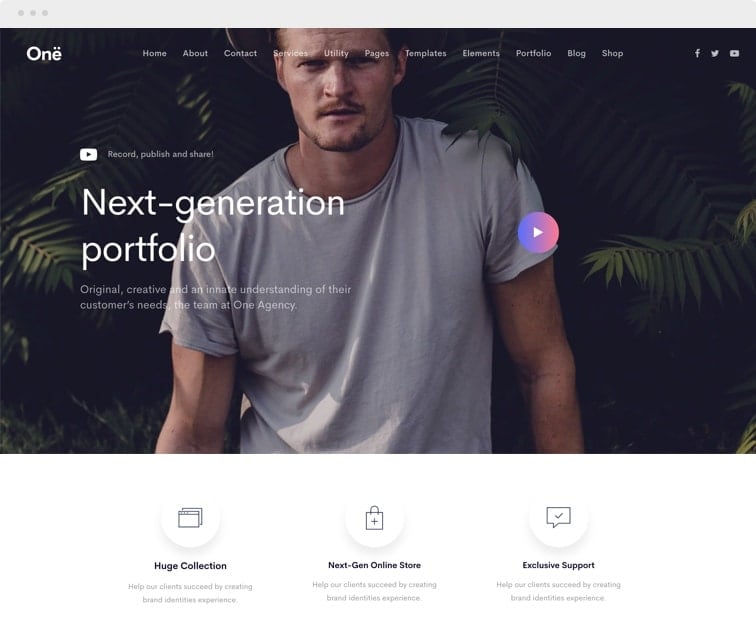 Onë
Home About Contact Services Utility Pages Templates Elements Portfolio Blog Shop
Record, publish and share!
Next-generation
portfolio
Original, creative and an innate understanding of their
customer's needs, the team at One Agency.
Huge Collection
Help our clients succeed by creating
brand identities experience.
Next-Gen Online Store
Help our clients succeed by creating
brand identities experience.
Exclusive Support
Help our clients succeed by creating
brand identities experience.